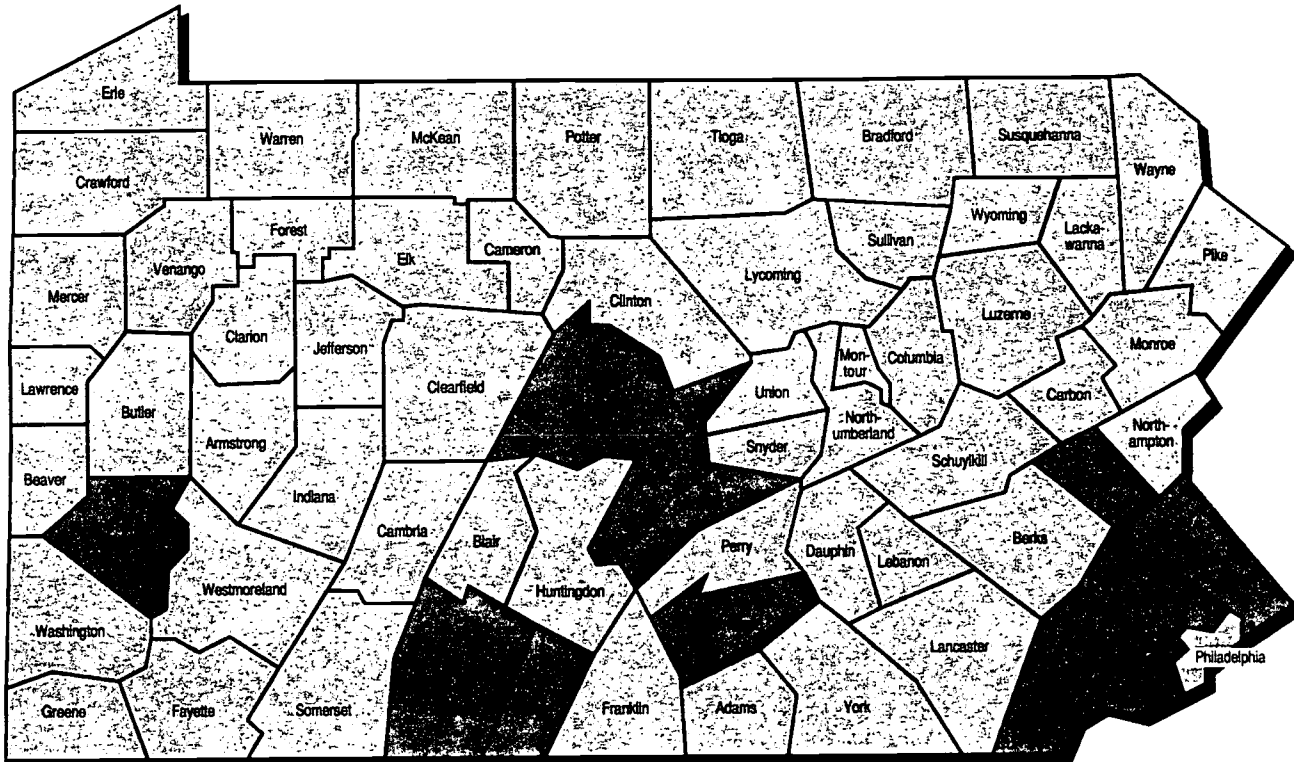 Erie
Warren
McKean
Potter
Tioga
Bradford
Susquehanna
Wayne
Crawford
Forest
Elk
Cameron
Sullivan
Wyoming
Lacka-
wanna
Pike
Venango
Mercer
Clarion
Jefferson
Clinton
Lycoming
Luzerne
Monroe
Lawrence
Butler
Clearfield
Union
Mon-
tour
Columbia
Carbon
Armstrong
Snyder
North-
umberland
North-
ampton
Beaver
Indiana
Schuylkill
Cambria
Blair
Perry
Dauphin
Lebanon
Berks
Westmoreland
Huntingdon
Washington
Lancaster
Philadelphia
Greene
Fayette
Somerset
Franklin
Adams
York